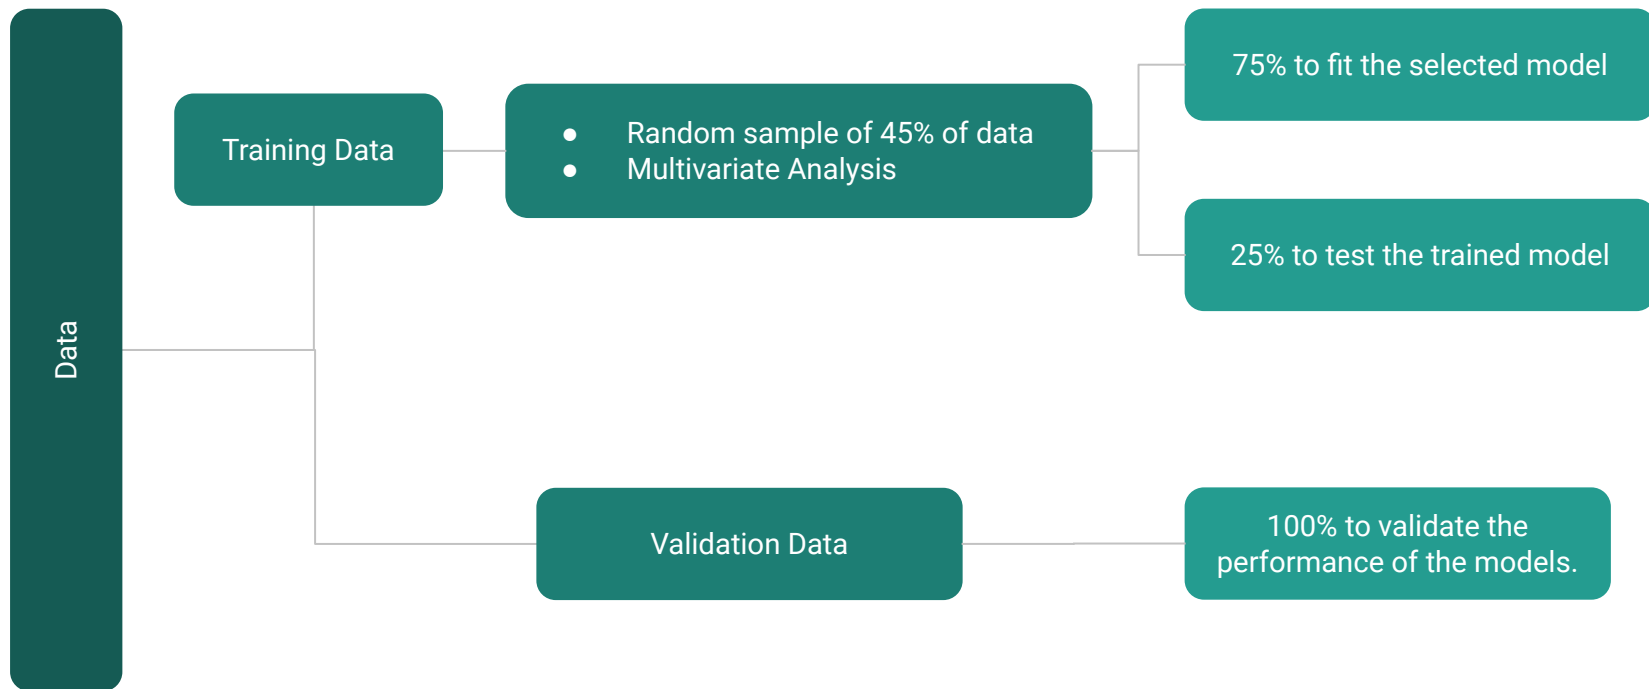 Data
Training Data
● Random sample of 45% of data
● Multivariate Analysis
75% to fit the selected model
25% to test the trained model
Validation Data
100% to validate the
performance of the models.